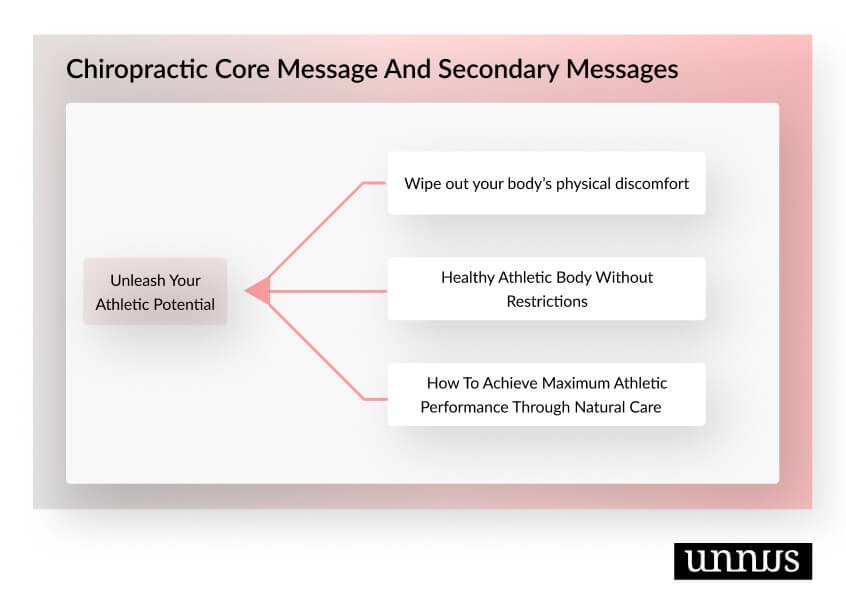 Chiropractic Core Message And Secondary Messages
Wipe out your body’s physical discomfort
Unleash Your
Athletic Potential
Healthy Athletic Body Without
Restrictions
How To Achieve Maximum Athletic
Performance Through Natural Care
unnus